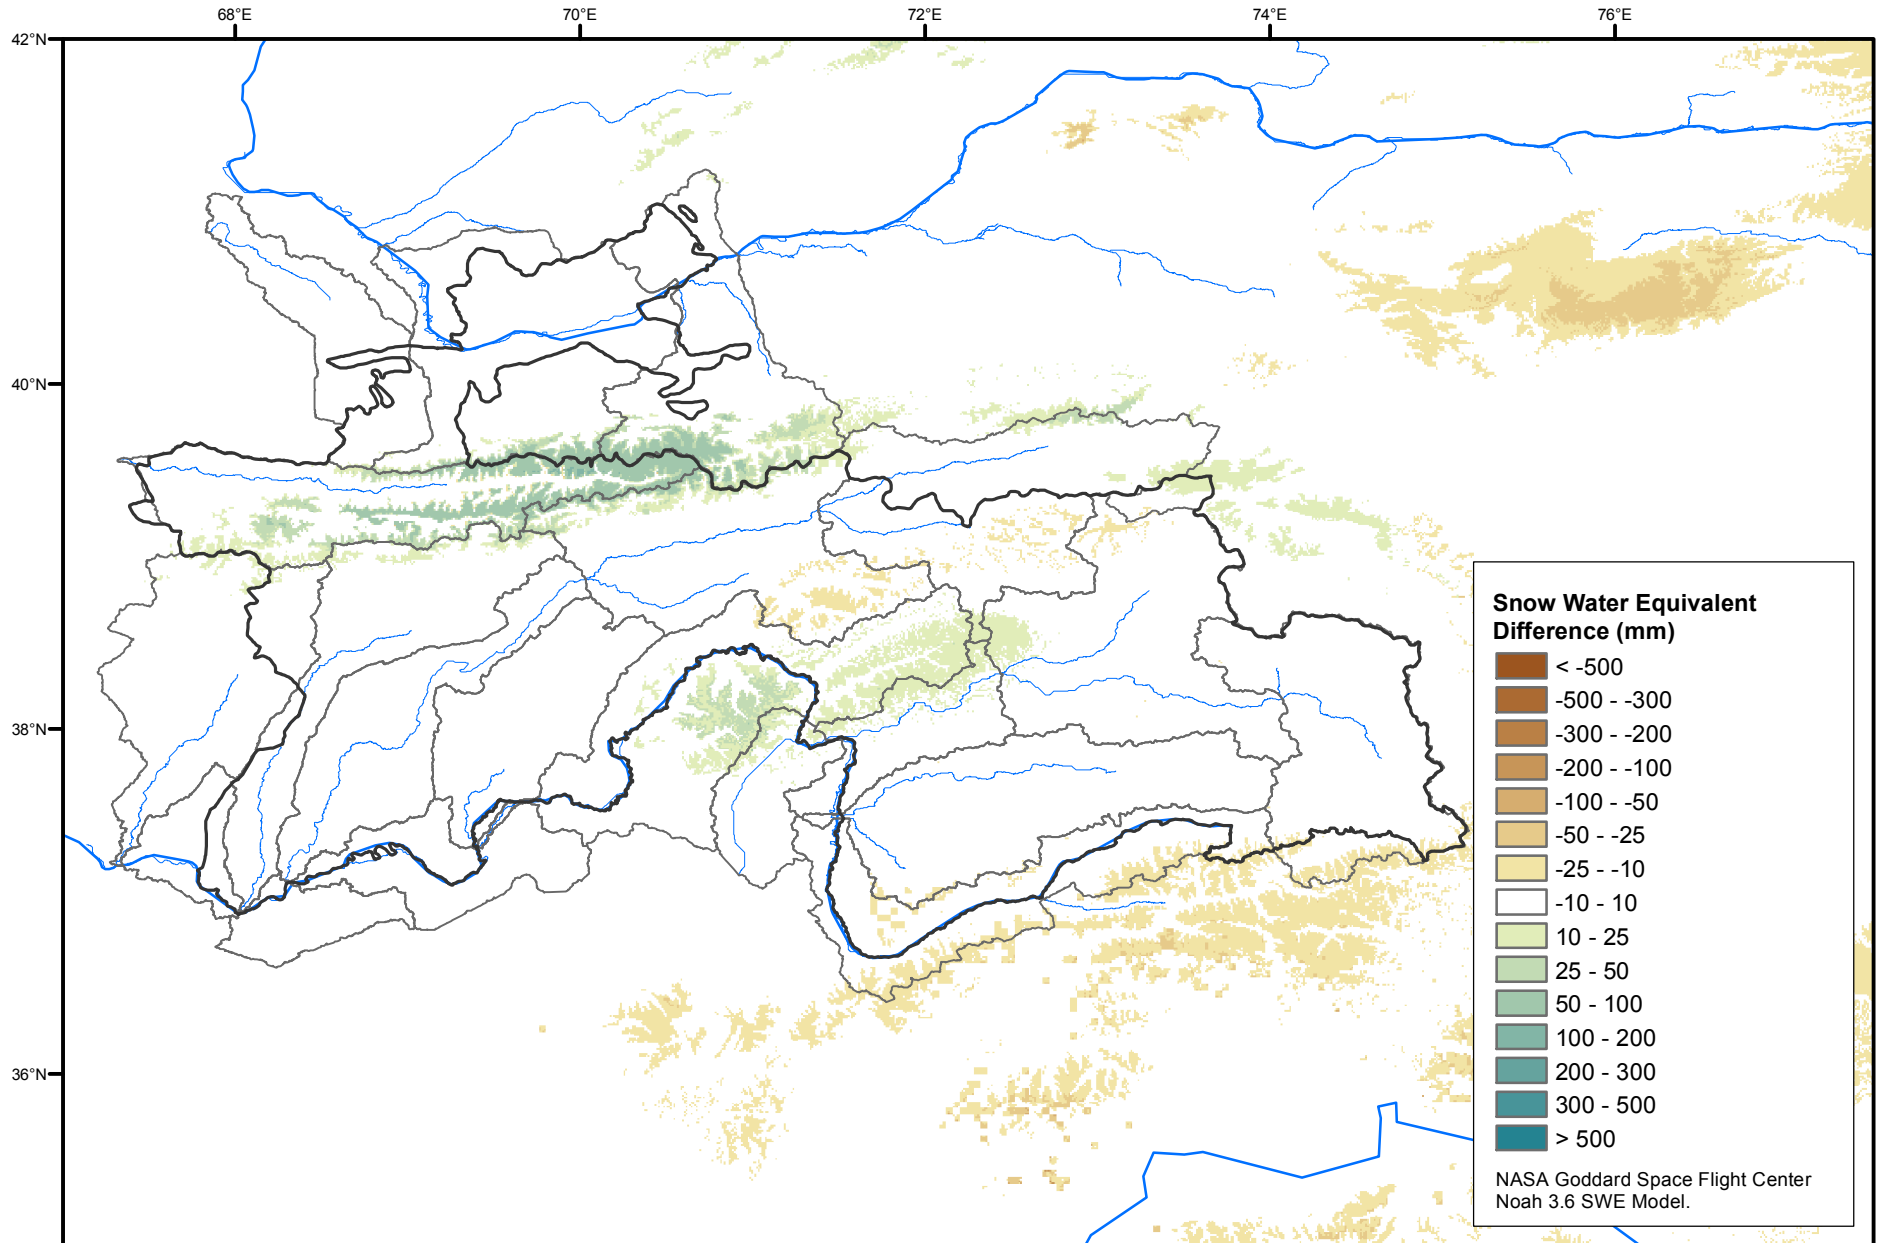 68°E 70°E 72°E 74°E 76°E
42°N
40°N
38°N
36°N
Snow Water Equivalent
Difference (mm)
< -500
-500 - -300
-300 - -200
-200 - -100
-100 - -50
-50 - -25
-25 - -10
-10 - 10
10 - 25
25 - 50
50 - 100
100 - 200
200 - 300
300 - 500
> 500
NASA Goddard Space Flight Center
Noah 3.6 SWE Model.